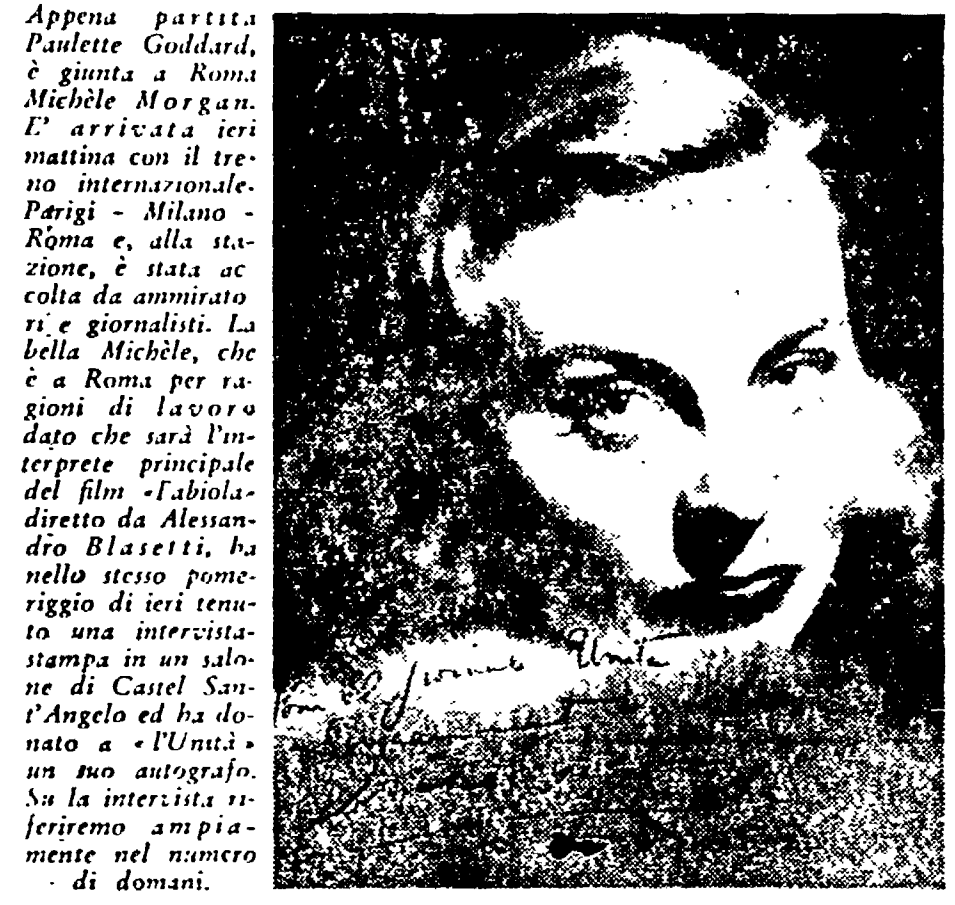 Appena partita
Paulette Goddard,
è giunta a Roma
Michèle Morgan.
E' arrivata ieri
mattina con il tre-
no internazionale-
Parigi - Milano -
Roma e, alla sta-
zione, è stata ac
colta da ammirato
ri e giornalisti. La
bella Michèle, che
è a Roma per ra-
gioni di lavoro
dato che sarà l'in-
terprete principale
del film «Fabiola»
diretto da Alessan-
dro Blasetti, ha
nello stesso pome-
riggio di ieri tenu-
to una intervista-
stampa in un salo-
ne di Castel San-
t'Angelo ed ha do-
nato a «l'Unità»
un suo autografo.
Su la intervista ri-
feriremo ampia-
mente nel numero
di domani.
Unità